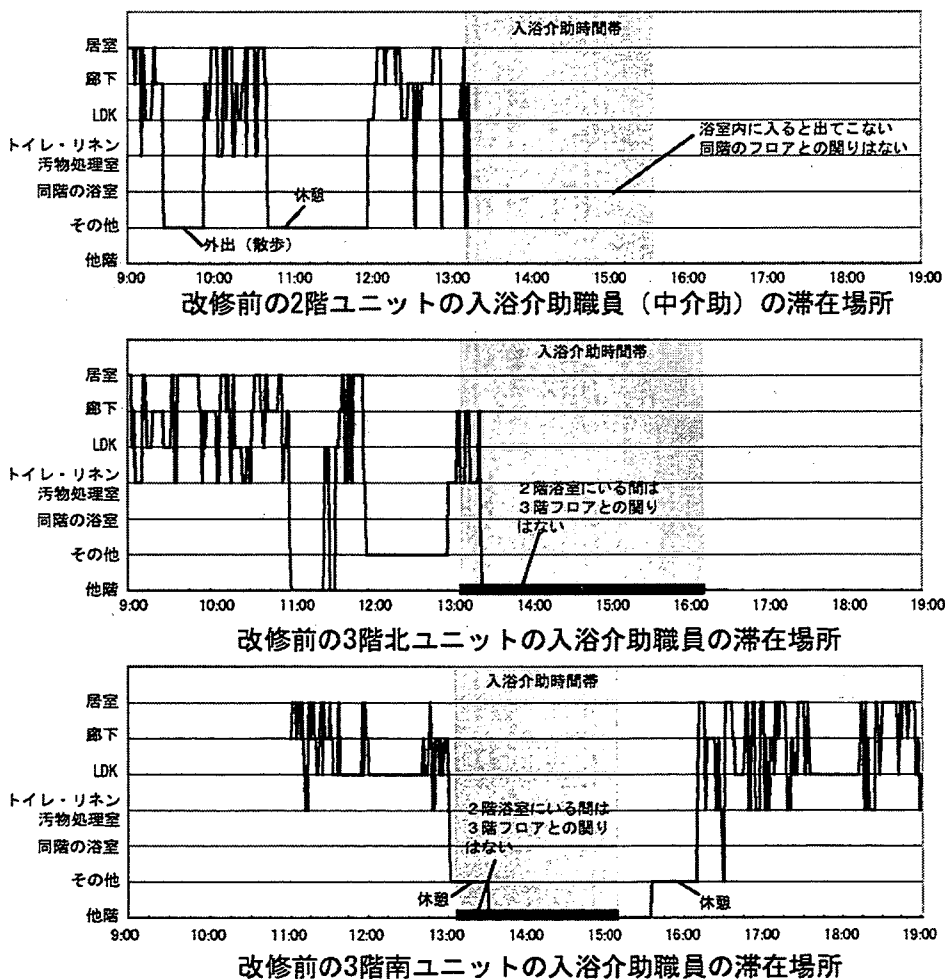 入浴介助時間帯
居室
廊下
LDK
トイレ・リネン
汚物処理室
同階の浴室
その他
他階
浴室内に入ると出てこない
同階のフロアとの関りはない
休憩
外出（散歩）
9:00 10:00 11:00 12:00 13:00 14:00 15:00 16:00 17:00 18:00 19:00
改修前の2階ユニットの入浴介助職員（中介助）の滞在場所
入浴介助時間帯
居室
廊下
LDK
トイレ・リネン
汚物処理室
同階の浴室
その他
他階
２階浴室にいる間は
３階フロアとの関り
はない
9:00 10:00 11:00 12:00 13:00 14:00 15:00 16:00 17:00 18:00 19:00
改修前の3階北ユニットの入浴介助職員の滞在場所
入浴介助時間帯
居室
廊下
LDK
トイレ・リネン
汚物処理室
同階の浴室
その他
他階
２階浴室にいる間は
３階フロアとの関り
はない
休憩
休憩
9:00 10:00 11:00 12:00 13:00 14:00 15:00 16:00 17:00 18:00 19:00
改修前の3階南ユニットの入浴介助職員の滞在場所